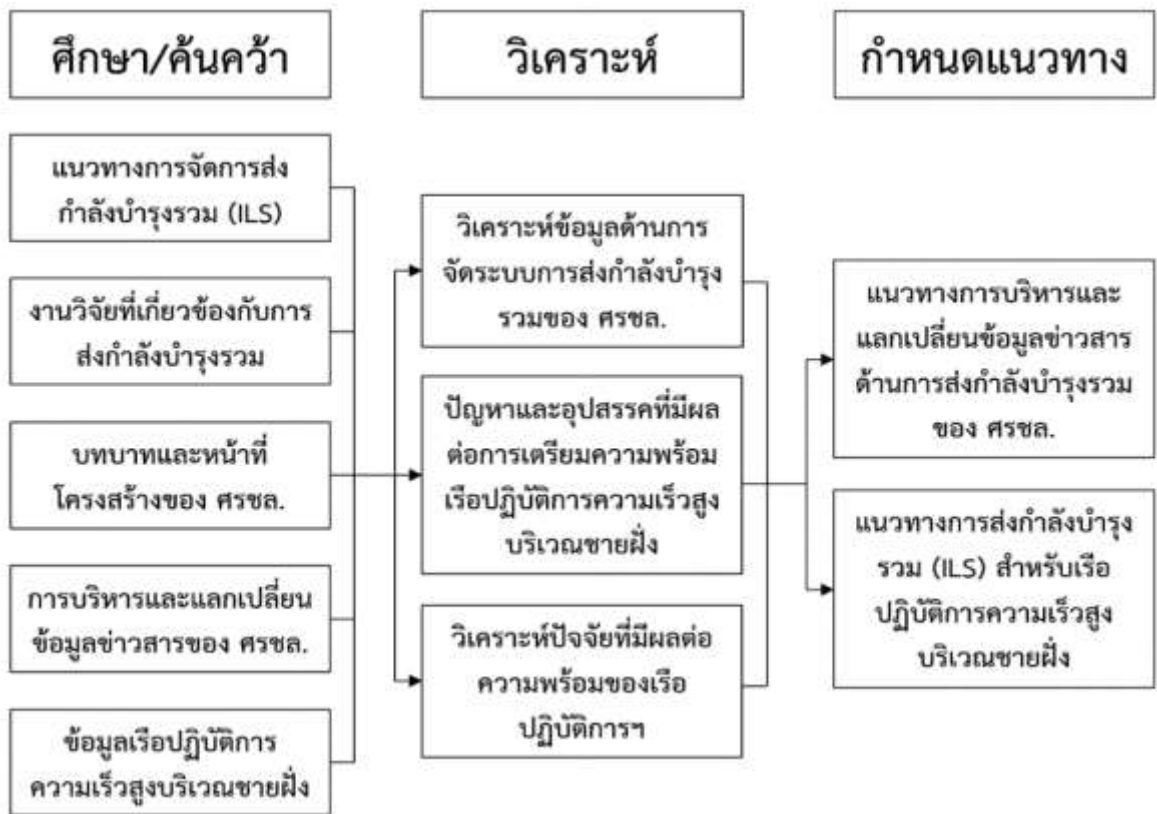 ศึกษา/ค้นคว้า
วิเคราะห์
กำหนดแนวทาง
แนวทางการจัดการส่ง
กำลังบำรุงรวม (ILS)
งานวิจัยที่เกี่ยวข้องกับการ
ส่งกำลังบำรุงรวม
บทบาทและหน้าที่
โครงสร้างของ ศรชล.
การบริหารและแลกเปลี่ยน
ข้อมูลข่าวสารของ ศรชล.
ข้อมูลเรือปฏิบัติการ
ความเร็วสูงบริเวณชายฝั่ง
วิเคราะห์ข้อมูลด้านการ
จัดระบบการส่งกำลังบำรุง
รวมของ ศรชล.
ปัญหาและอุปสรรคที่มีผล
ต่อการเตรียมความพร้อม
เรือปฏิบัติการความเร็วสูง
บริเวณชายฝั่ง
วิเคราะห์ปัจจัยที่มีผลต่อ
ความพร้อมของเรือ
ปฏิบัติการฯ
แนวทางการบริหารและ
แลกเปลี่ยนข้อมูลข่าวสาร
ด้านการส่งกำลังบำรุงรวม
ของ ศรชล.
แนวทางการส่งกำลังบำรุง
รวม (ILS) สำหรับเรือ
ปฏิบัติการความเร็วสูง
บริเวณชายฝั่ง